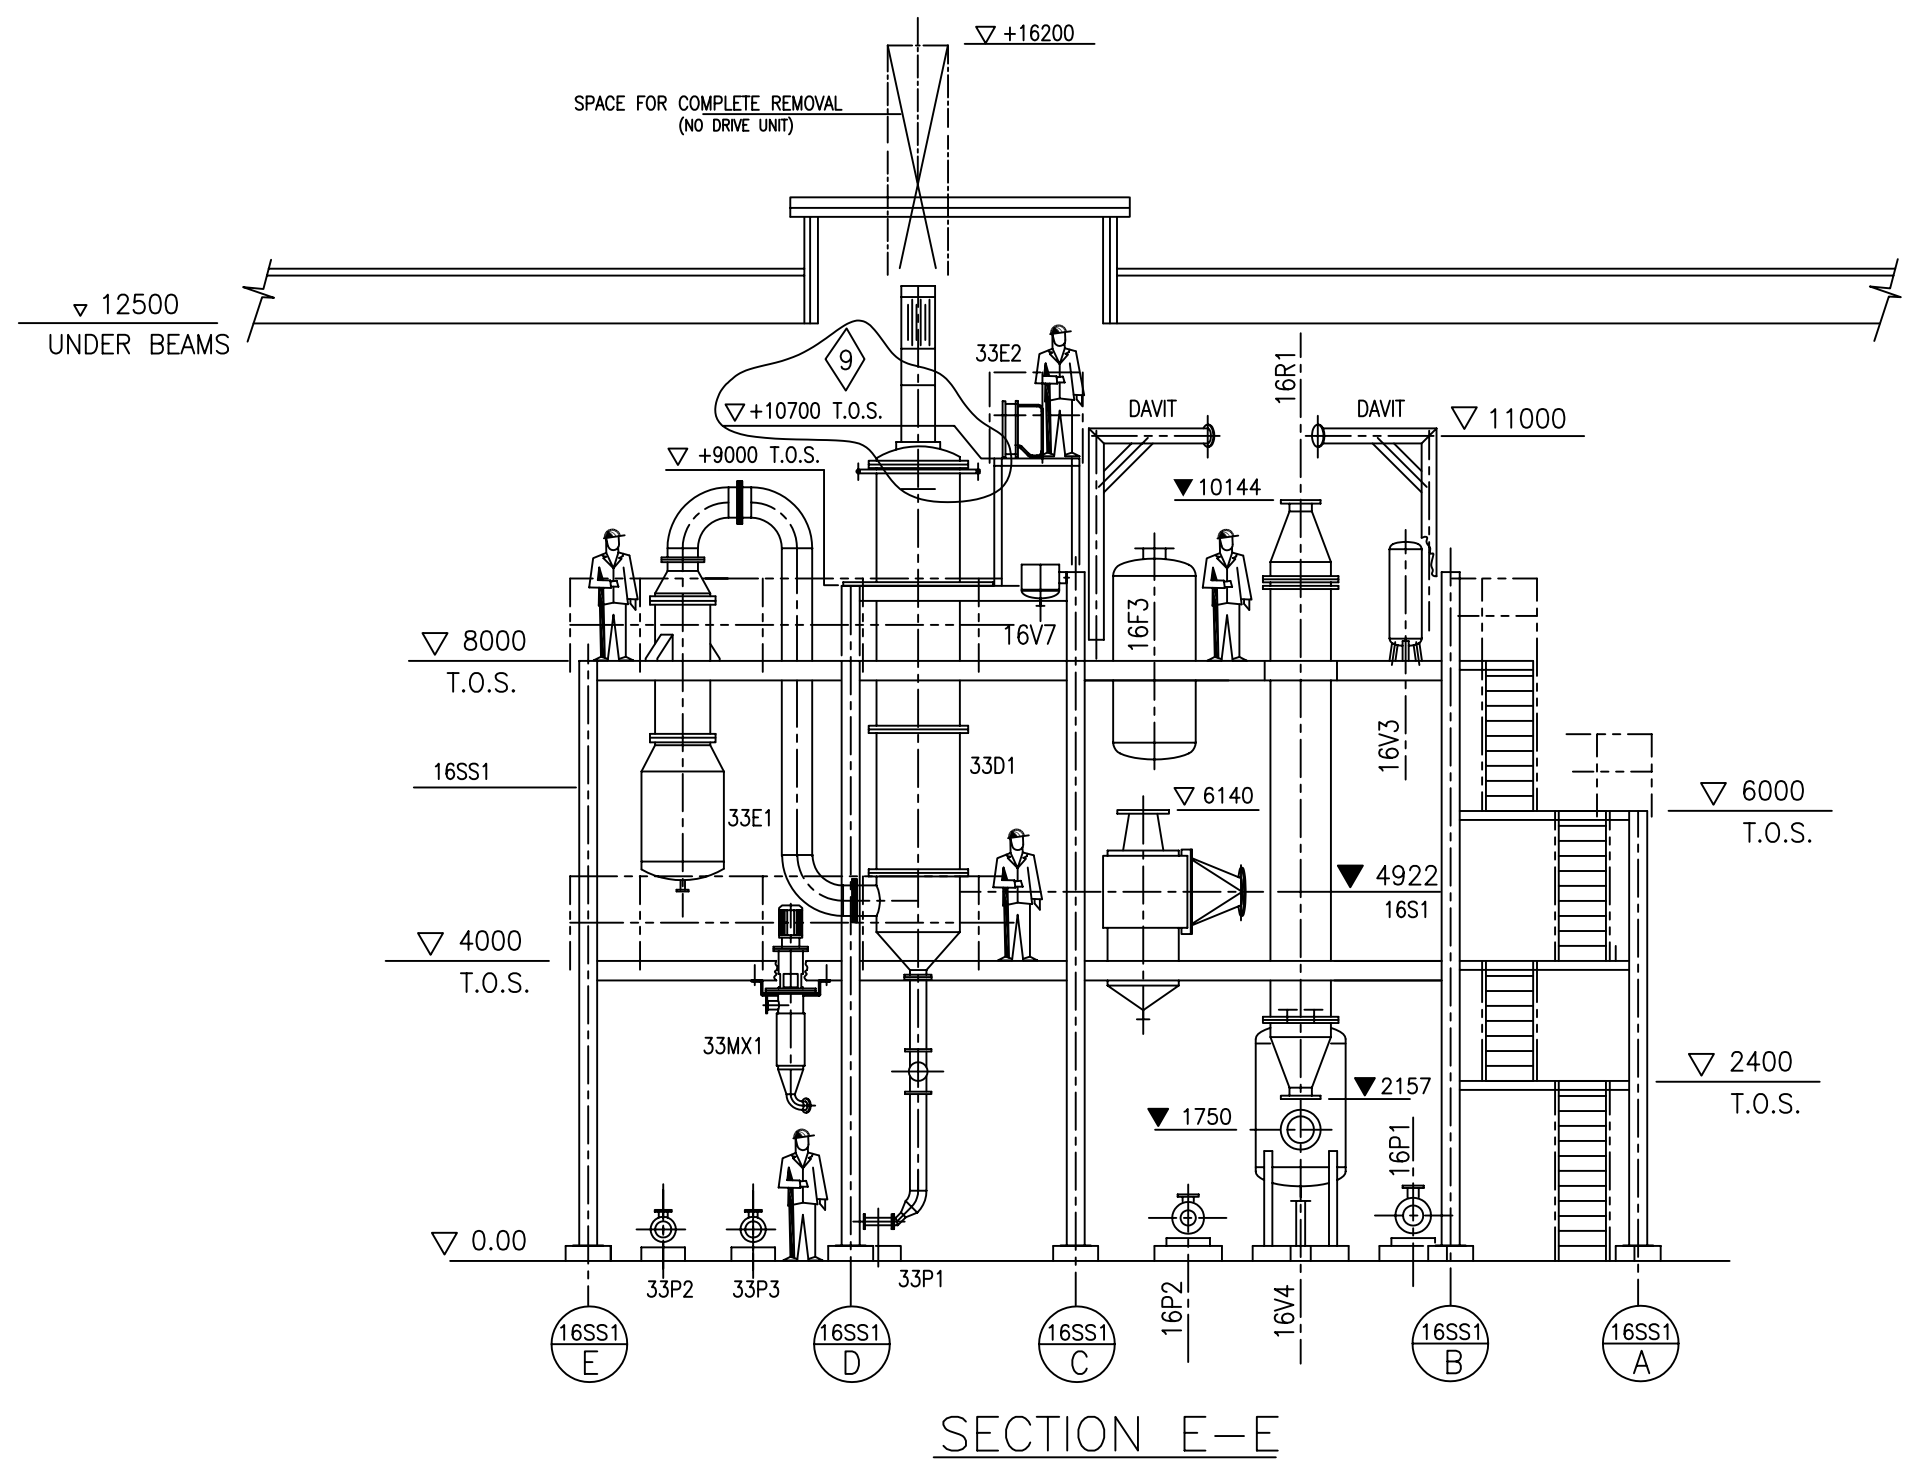 +16200
SPACE FOR COMPLETE REMOVAL
(NO DRIVE UNIT)
12500
UNDER BEAMS
9
33E2
16R1
DAVIT
DAVIT
+10700 T.O.S.
11000
+9000 T.O.S.
10144
16F3
16V7
8000
T.O.S.
16V3
16SS1
33D1
33E1
6140
6000
T.O.S.
4922
16S1
4000
T.O.S.
33MX1
2400
T.O.S.
2157
1750
16P1
0.00
33P2
33P3
33P1
16P2
16V4
16SS1
E
16SS1
D
16SS1
C
16SS1
B
16SS1
A
SECTION E-E